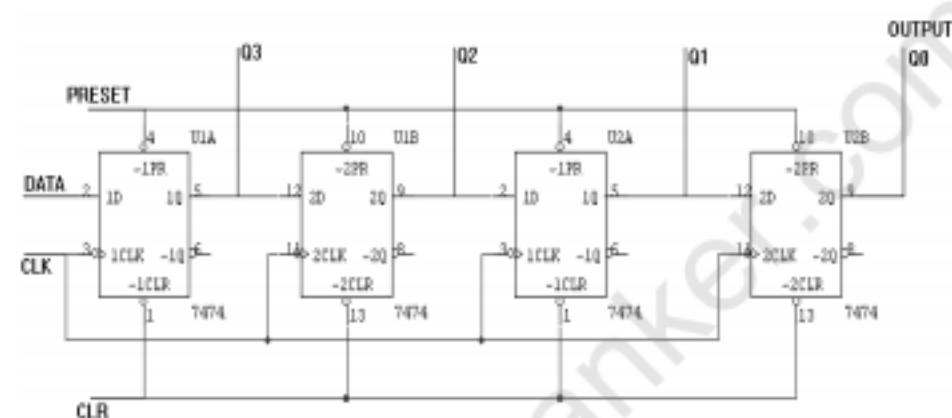 OUTPUT
Q3
Q2
Q1
Q0
PRESET
4 U1A
10 U1B
4 U2A
10 U2B
~1PR
~2PR
~1PR
~2PR
DATA
2 1D 1Q 5
12 2D 2Q 9
2 1D 1Q 5
12 2D 2Q 9
CLK
3 1CLK ~1Q 6
2CLK ~2Q 8
3 1CLK ~1Q 6
2CLK ~2Q 8
~1CLR
~2CLR
~1CLR
~2CLR
1 7474
13 7474
1 7474
13 7474
CLR